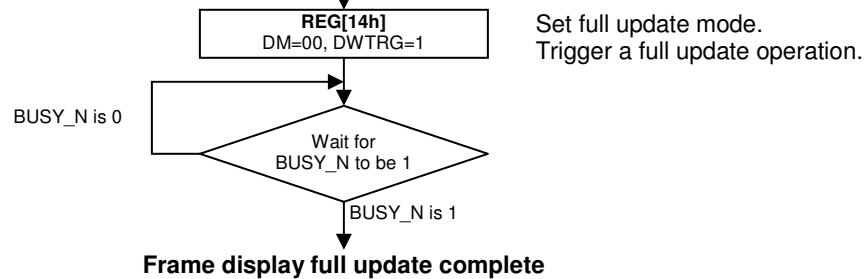 REG[14h]
DM=00, DWTRG=1
Set full update mode.
Trigger a full update operation.
BUSY_N is 0
Wait for
BUSY_N to be 1
BUSY_N is 1
Frame display full update complete